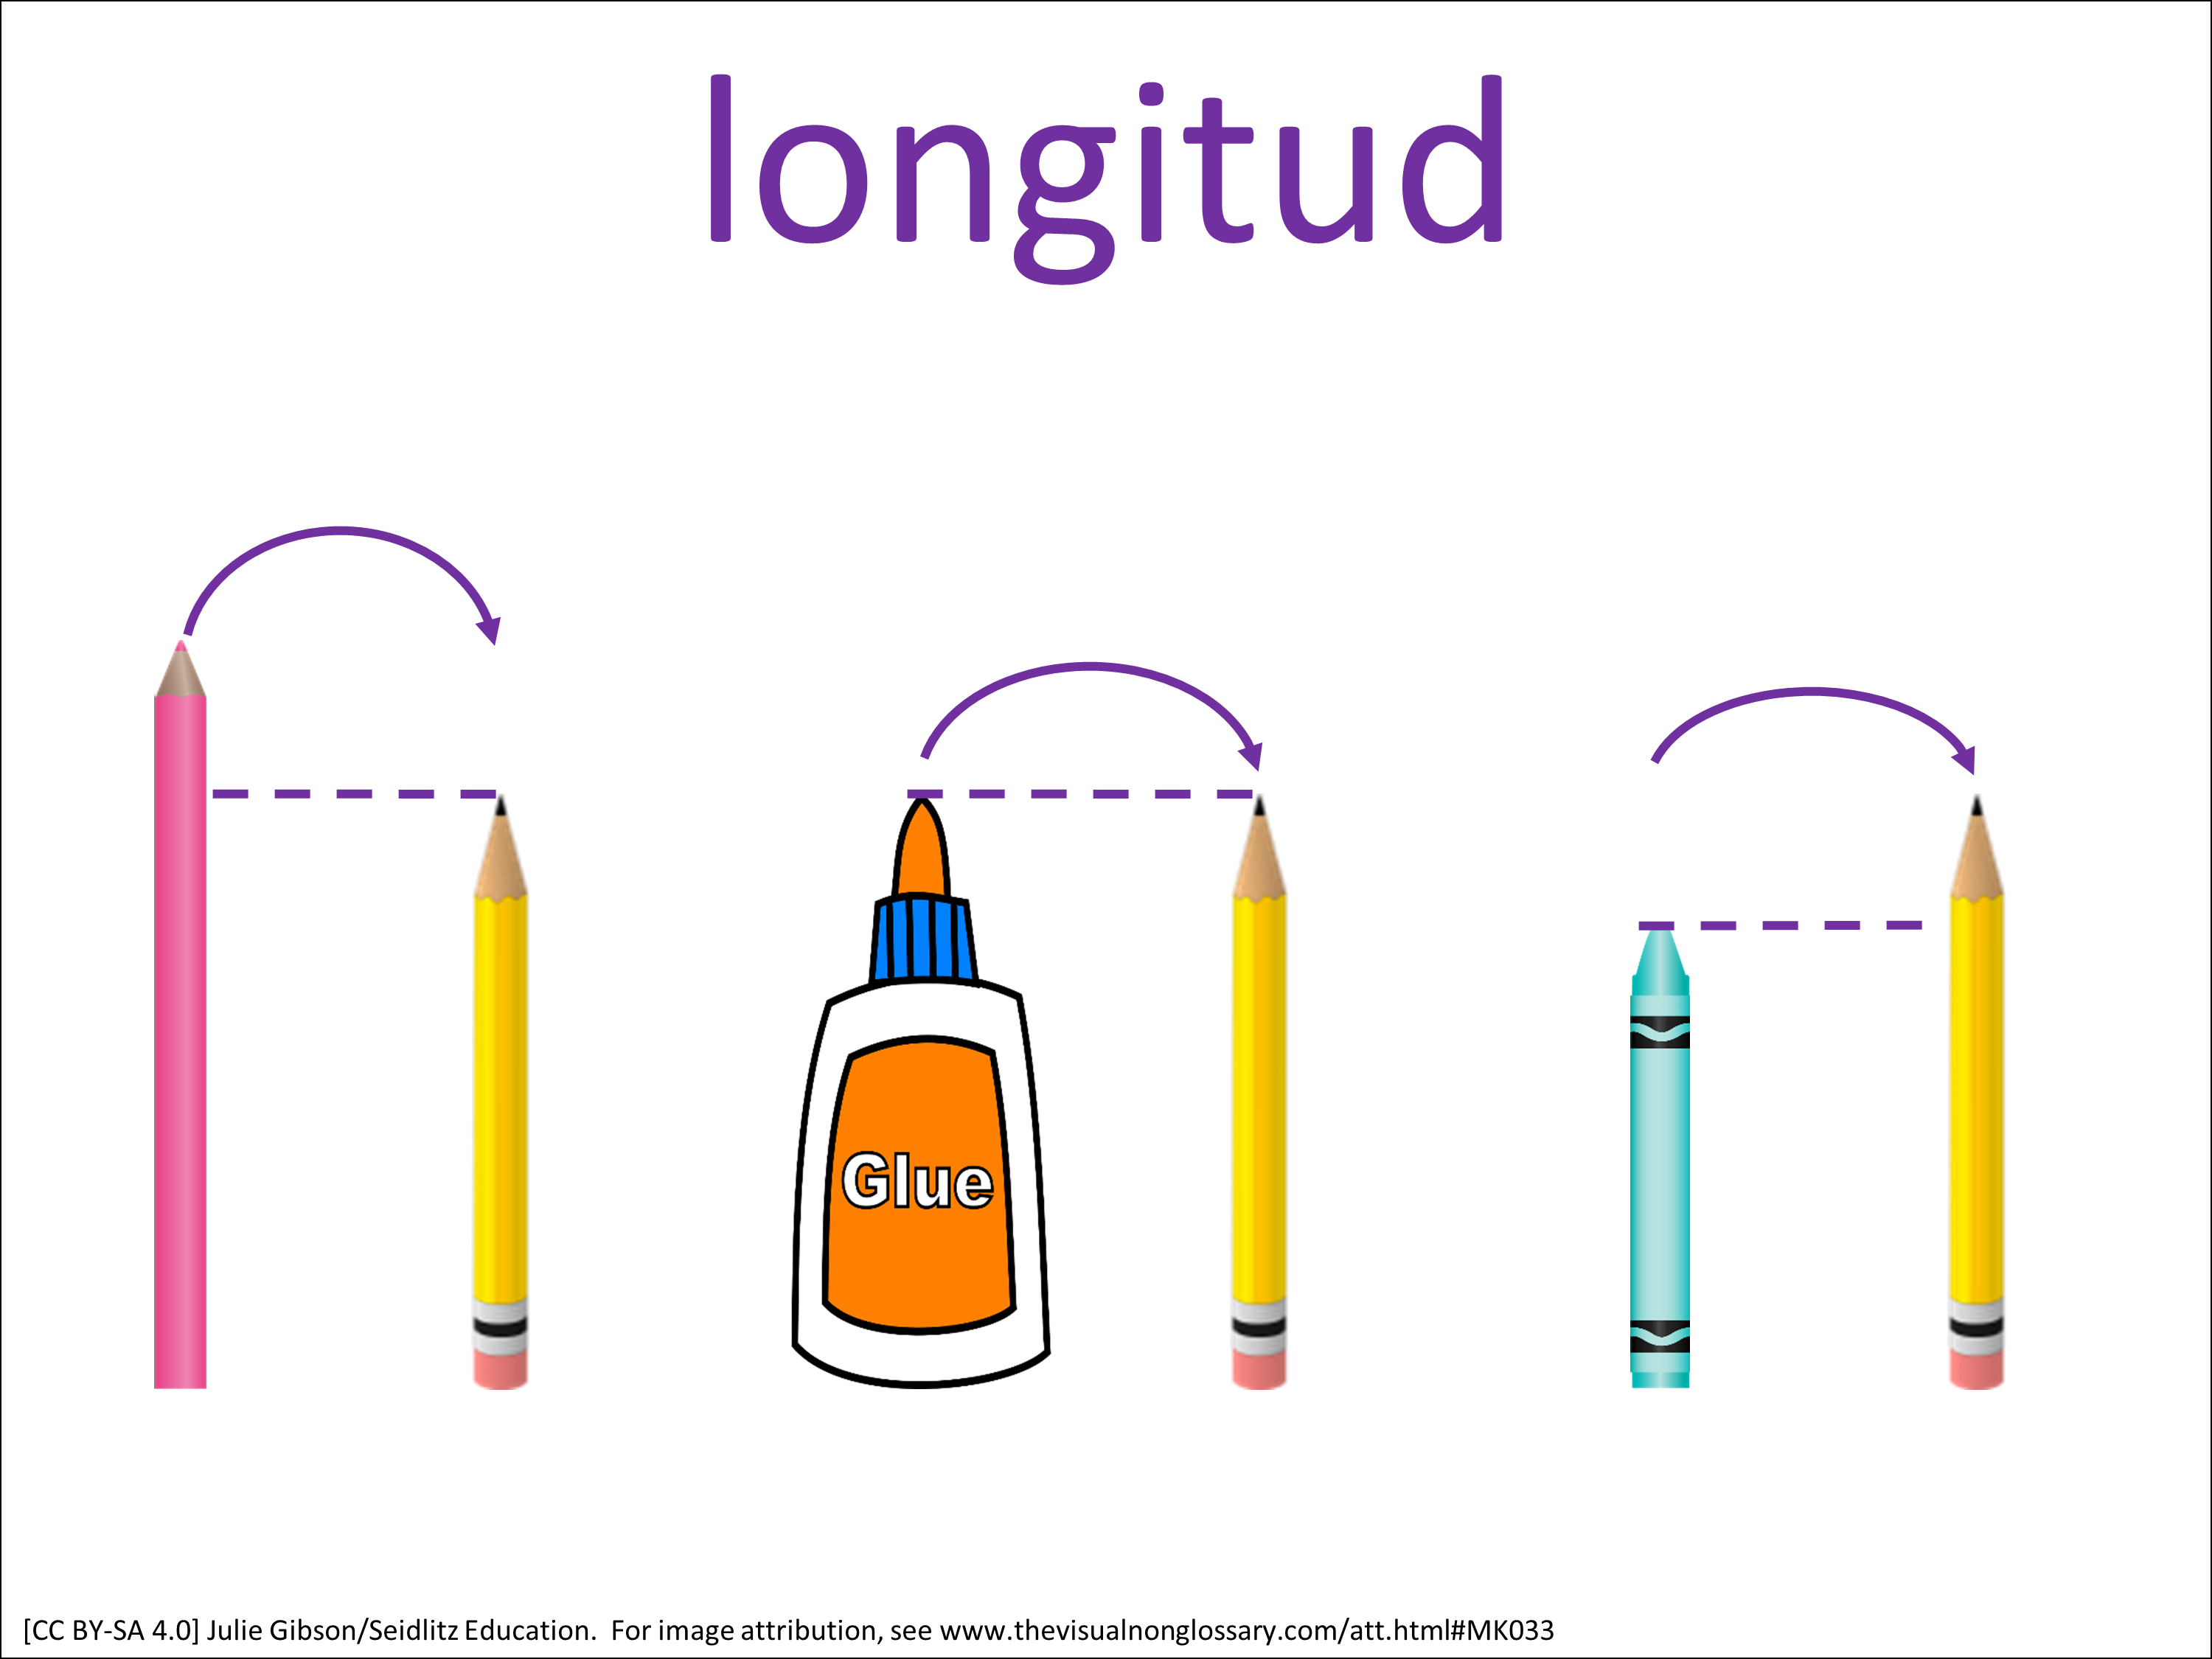 longitud
Glue
[CC BY-SA 4.0] Julie Gibson/Seidlitz Education.  For image attribution, see www.thevisualnonglossary.com/att.html#MK033